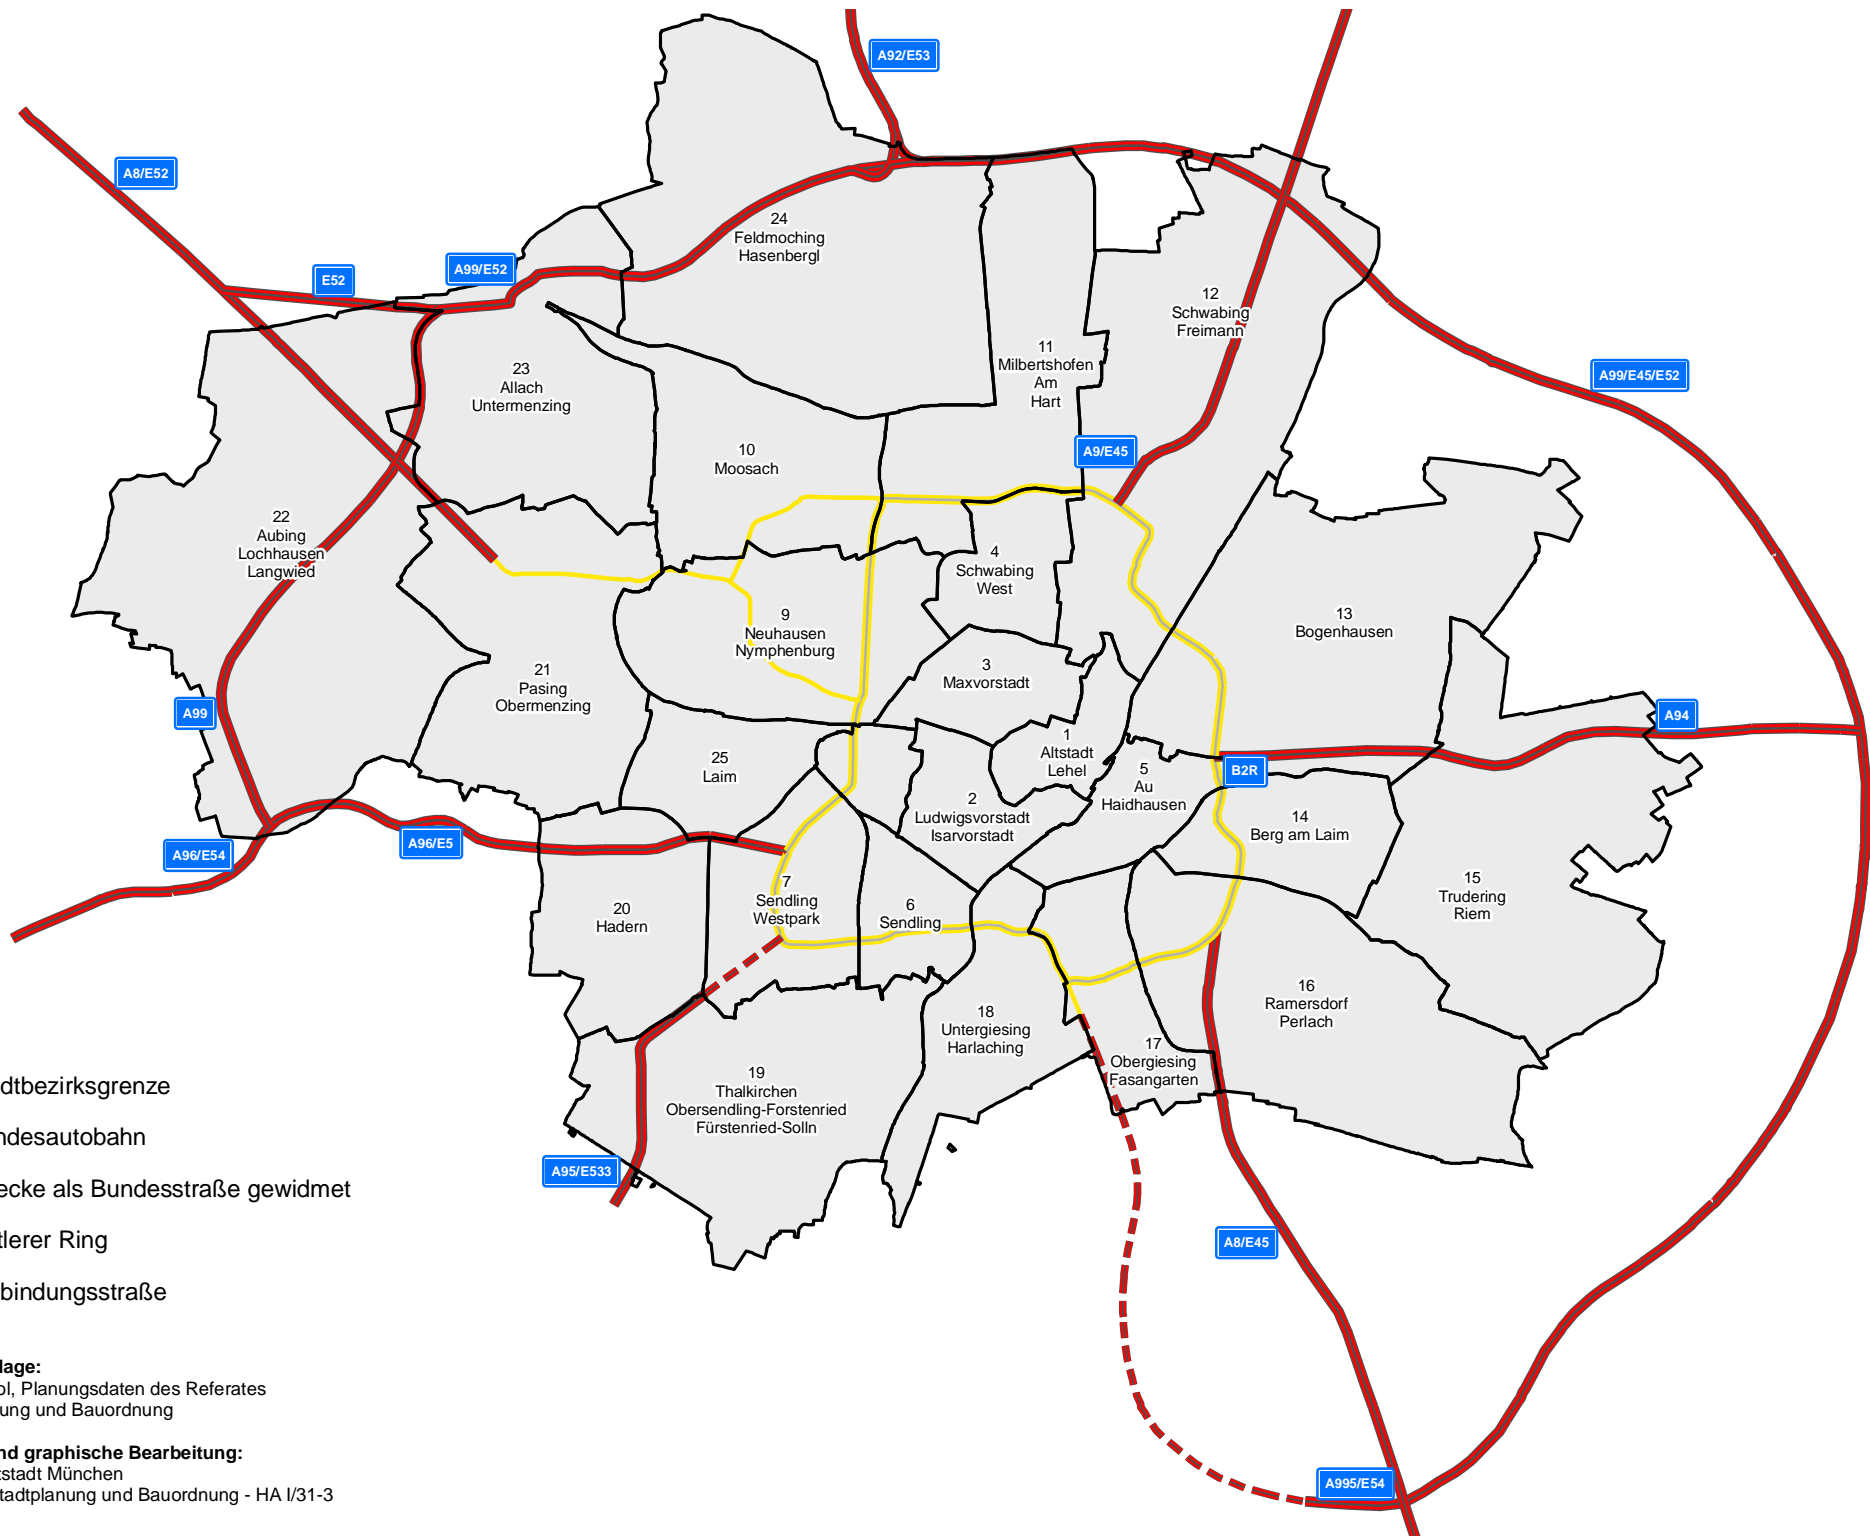 A92/E53
A8/E52
24
Feldmoching
Hasenbergl
A99/E52
E52
12
Schwabing
Freimann
11
Milbertshofen
Am
Hart
23
Allach
Untermenzing
A99/E45/E52
10
Moosach
A9/E45
22
Aubing
Lochhausen
Langwied
4
Schwabing
West
9
Neuhausen
Nymphenburg
13
Bogenhausen
3
Maxvorstadt
21
Pasing
Obermenzing
A99
A94
1
Altstadt
Lehel
25
Laim
5
Au
Haidhausen
B2R
2
Ludwigsvorstadt
Isarvorstadt
14
Berg am Laim
A96/E5
A96/E54
7
Sendling
Westpark
6
Sendling
15
Trudering
Riem
20
Hadern
16
Ramersdorf
Perlach
18
Untergiesing
Harlaching
17
Obergiesing
Fasangarten
19
Thalkirchen
Obersendling-Forstenried
Fürstenried-Solln
A95/E533
A8/E45
A995/E54
dtbezirksgrenze
ndesautobahn
ecke als Bundesstraße gewidmet
tlerer Ring
bindungsstraße
lage:
ol, Planungsdaten des Referates
ung und Bauordnung
nd graphische Bearbeitung:
tstadt München
tadtplanung und Bauordnung - HA I/31-3